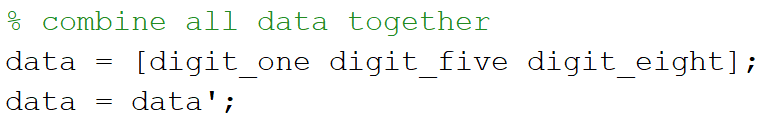 % combine all data together
data = [digit_one digit_five digit_eight];
data = data';